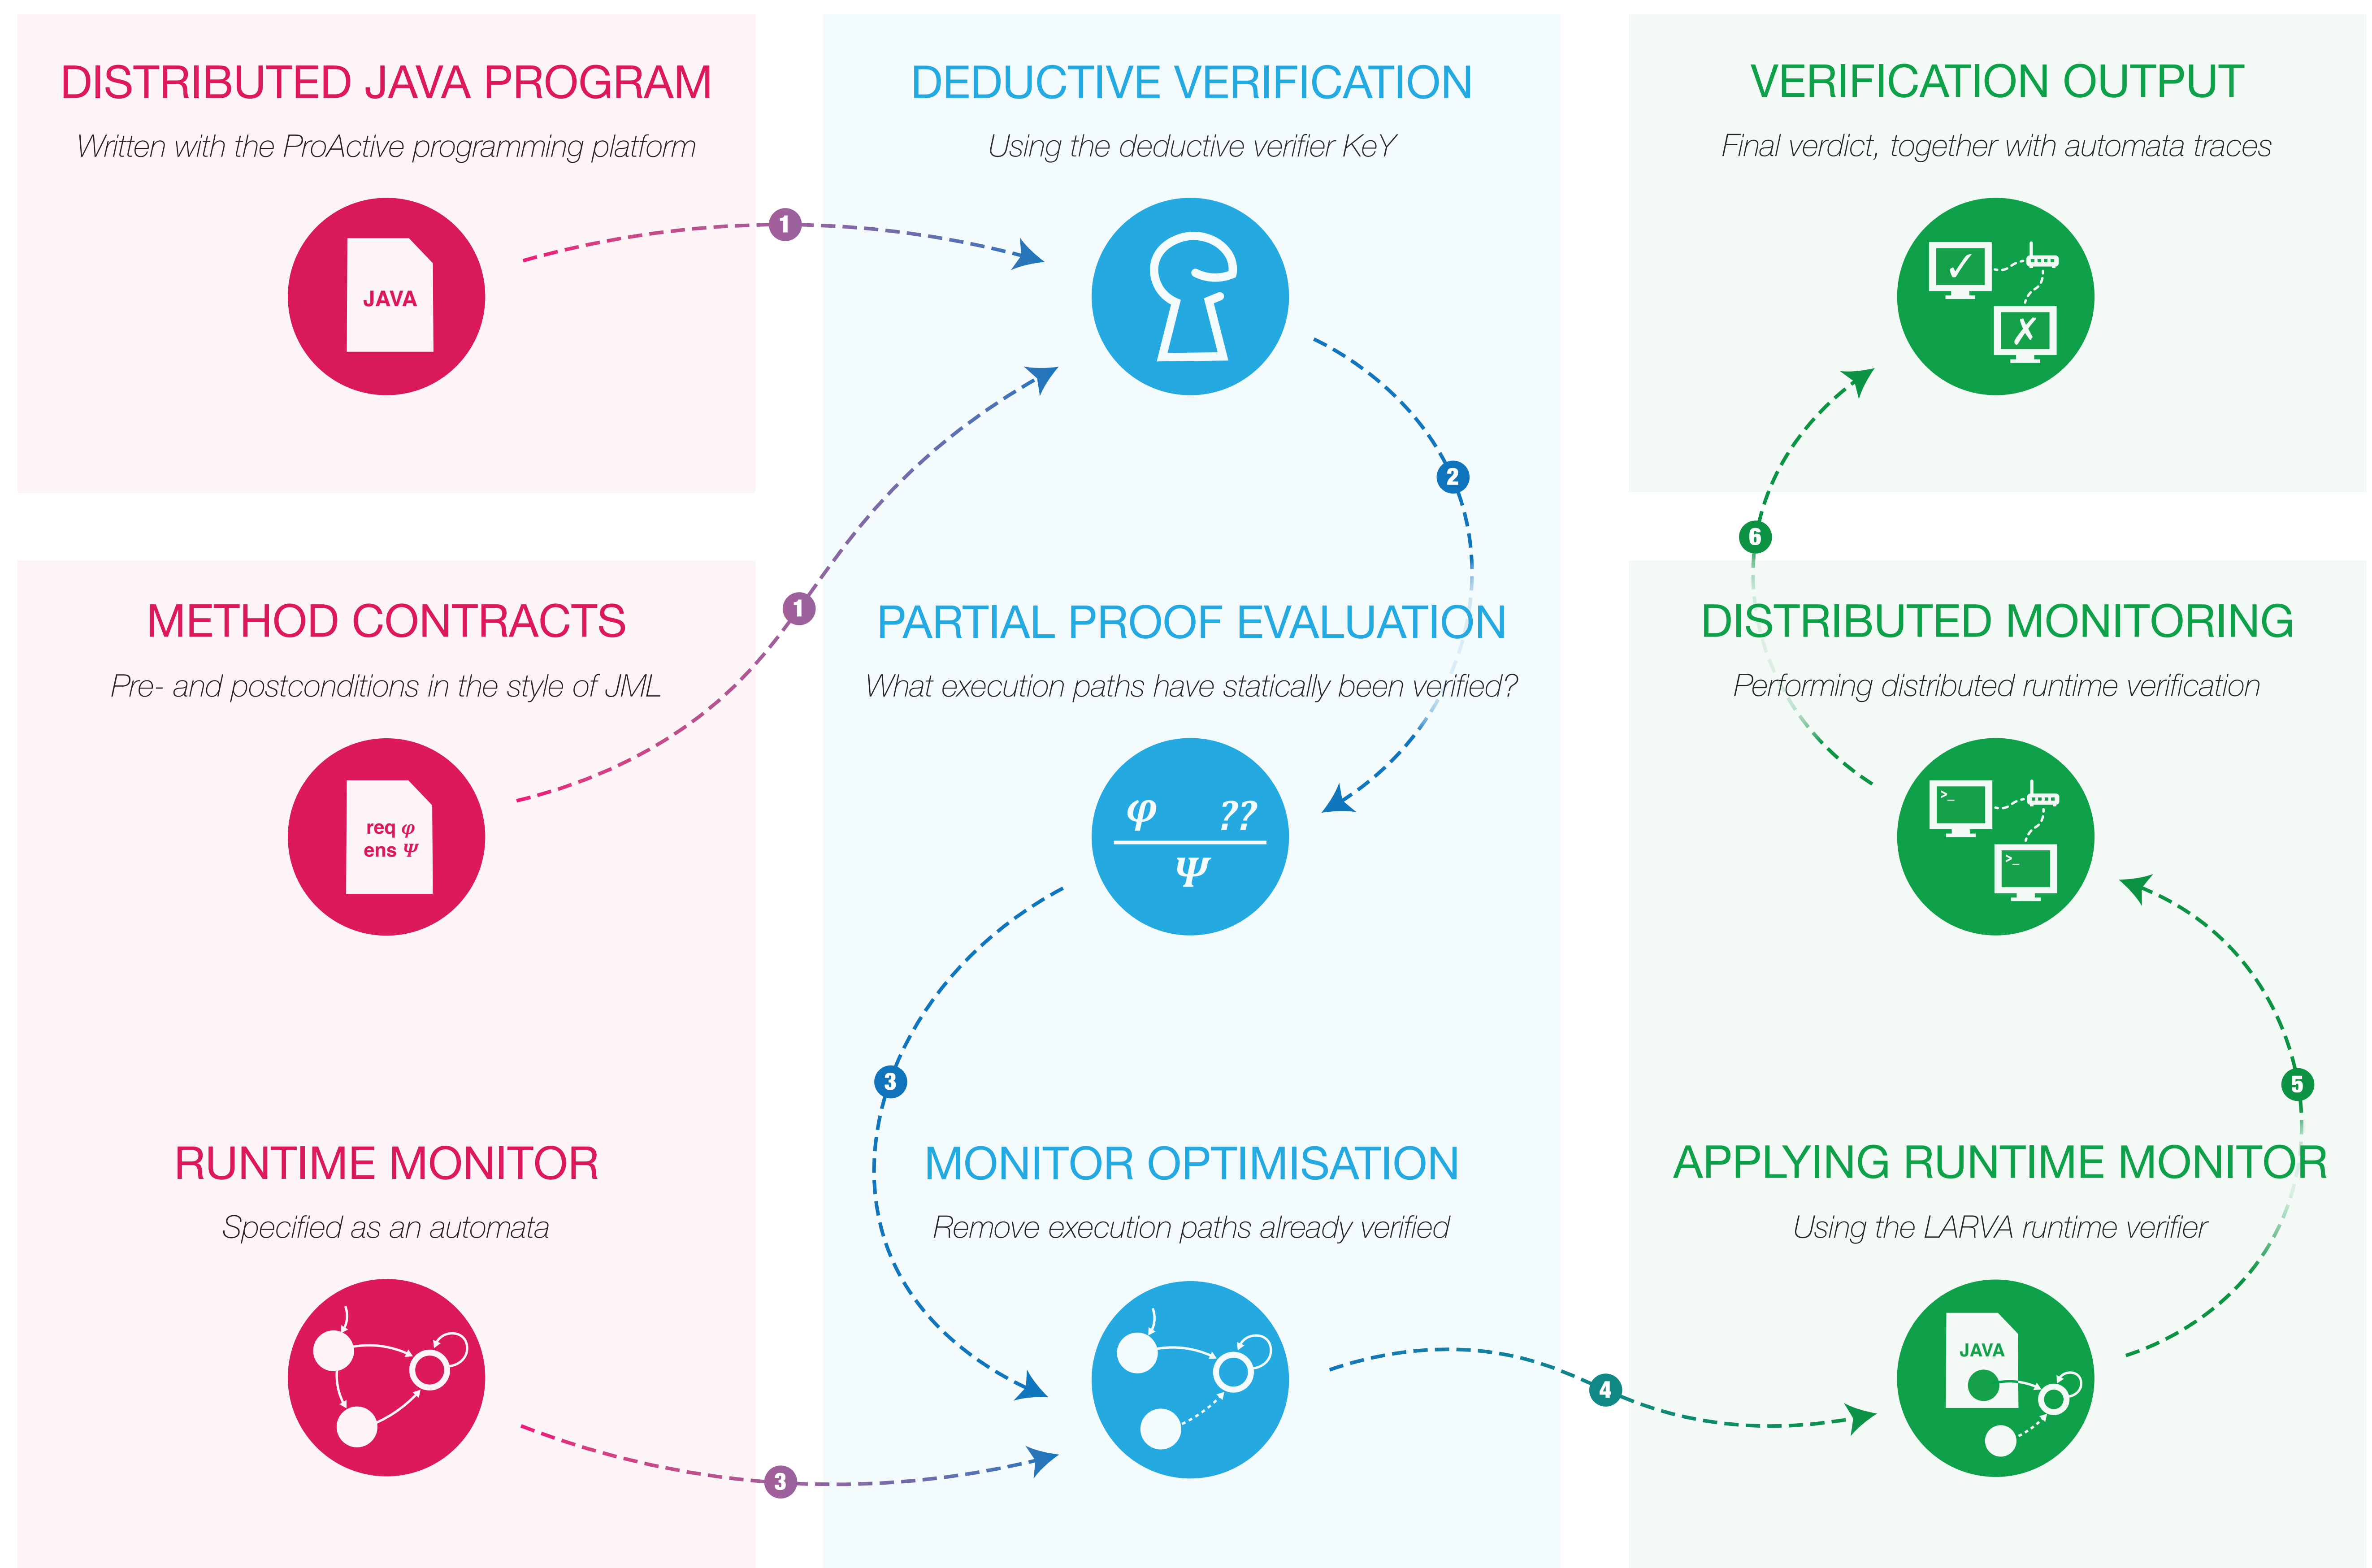 DISTRIBUTED JAVA PROGRAM
Written with the ProActive programming platform
JAVA
METHOD CONTRACTS
Pre- and postconditions in the style of JML
req φ
ens Ψ
RUNTIME MONITOR
Specified as an automata
1
1
3
DEDUCTIVE VERIFICATION
Using the deductive verifier KeY
2
PARTIAL PROOF EVALUATION
What execution paths have statically been verified?
φ ??
Ψ
3
MONITOR OPTIMISATION
Remove execution paths already verified
4
VERIFICATION OUTPUT
Final verdict, together with automata traces
✓
✗
6
DISTRIBUTED MONITORING
Performing distributed runtime verification
>_
>_
5
APPLYING RUNTIME MONITOR
Using the LARVA runtime verifier
JAVA